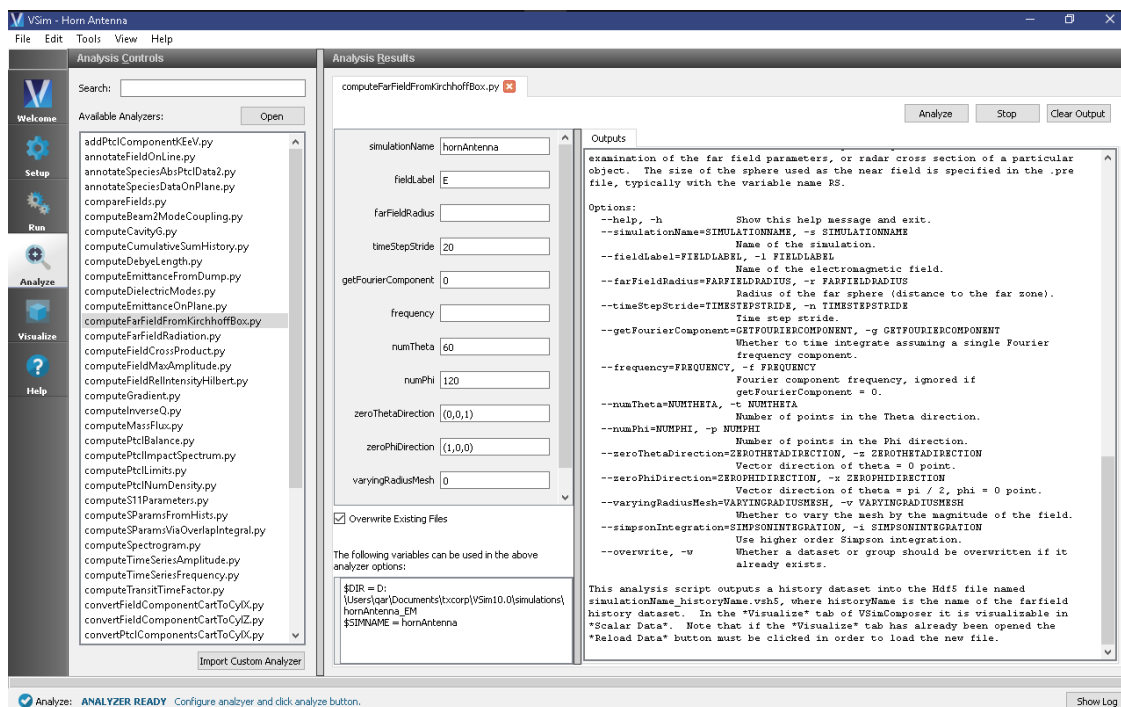 VSim - Horn Antenna
File Edit Tools View Help
Welcome
Setup
Run
Analyze
Visualize
Help
Analysis Controls
Search:
Available Analyzers:
Open
addPtclComponentKEeV.py
annotateFieldOnLine.py
annotateSpeciesAbsPtclData2.py
annotateSpeciesDataOnPlane.py
compareFields.py
computeBeam2ModeCoupling.py
computeCavityG.py
computeCumulativeSumHistory.py
computeDebyeLength.py
computeEmittanceFromDump.py
computeDielectricModes.py
computeEmittanceOnPlane.py
computeFarFieldFromKirchhoffBox.py
computeFarFieldRadiation.py
computeFieldCrossProduct.py
computeFieldMaxAmplitude.py
computeFieldRelIntensityHilbert.py
computeGradient.py
computeInverseQ.py
computeMassFlux.py
computePtclBalance.py
computePtclImpactSpectrum.py
computePtclLimits.py
computePtclNumDensity.py
computeS11Parameters.py
computeSParamsFromHists.py
computeSParamsViaOverlapIntegral.py
computeSpectrogram.py
computeTimeSeriesAmplitude.py
computeTimeSeriesFrequency.py
computeTransitTimeFactor.py
convertFieldComponentCartToCylX.py
convertFieldComponentCartToCylZ.py
convertPtclComponentsCartToCylX.py
Import Custom Analyzer
Analysis Results
computeFarFieldFromKirchhoffBox.py
Analyze Stop Clear Output
simulationName hornAntenna
fieldLabel E
farFieldRadius
timeStepStride 20
getFourierComponent 0
frequency
numTheta 60
numPhi 120
zeroThetaDirection (0,0,1)
zeroPhiDirection (1,0,0)
varyingRadiusMesh 0
Overwrite Existing Files
The following variables can be used in the above
analyzer options:
$DIR = D:
\Users\qar\Documents\txcorp\VSim10.0\simulations\
hornAntenna_EM
$SIMNAME = hornAntenna
Outputs
examination of the far field parameters, or radar cross section of a particular
object. The size of the sphere used as the near field is specified in the .pre
file, typically with the variable name RS.
Options:
--help, -h Show this help message and exit.
--simulationName=SIMULATIONNAME, -s SIMULATIONNAME
Name of the simulation.
--fieldLabel=FIELDLABEL, -l FIELDLABEL
Name of the electromagnetic field.
--farFieldRadius=FARFIELDRADIUS, -r FARFIELDRADIUS
Radius of the far sphere (distance to the far zone).
--timeStepStride=TIMESTEPSTRIDE, -n TIMESTEPSTRIDE
Time step stride.
--getFourierComponent=GETFOURIERCOMPONENT, -g GETFOURIERCOMPONENT
Whether to time integrate assuming a single Fourier
frequency component.
--frequency=FREQUENCY, -f FREQUENCY
Fourier component frequency, ignored if
getFourierComponent = 0.
--numTheta=NUMTHETA, -t NUMTHETA
Number of points in the Theta direction.
--numPhi=NUMPHI, -p NUMPHI
Number of points in the Phi direction.
--zeroThetaDirection=ZEROTHETADIRECTION, -z ZEROTHETADIRECTION
Vector direction of theta = 0 point.
--zeroPhiDirection=ZEROPHIDIRECTION, -x ZEROPHIDIRECTION
Vector direction of theta = pi / 2, phi = 0 point.
--varyingRadiusMesh=VARYINGRADIUSMESH, -v VARYINGRADIUSMESH
Whether to vary the mesh by the magnitude of the field.
--simpsonIntegration=SIMPSONINTEGRATION, -i SIMPSONINTEGRATION
Use higher order Simpson integration.
--overwrite, -w Whether a dataset or group should be overwritten if it
already exists.
This analysis script outputs a history dataset into the Hdf5 file named
simulationName_historyName.vsh5, where historyName is the name of the farfield
history dataset. In the *Visualize* tab of VSimComposer it is visualizable in
*Scalar Data*. Note that if the *Visualize* tab has already been opened the
*Reload Data* button must be clicked in order to load the new file.
Analyze: ANALYZER READY Configure analyzer and click analyze button.
Show Log